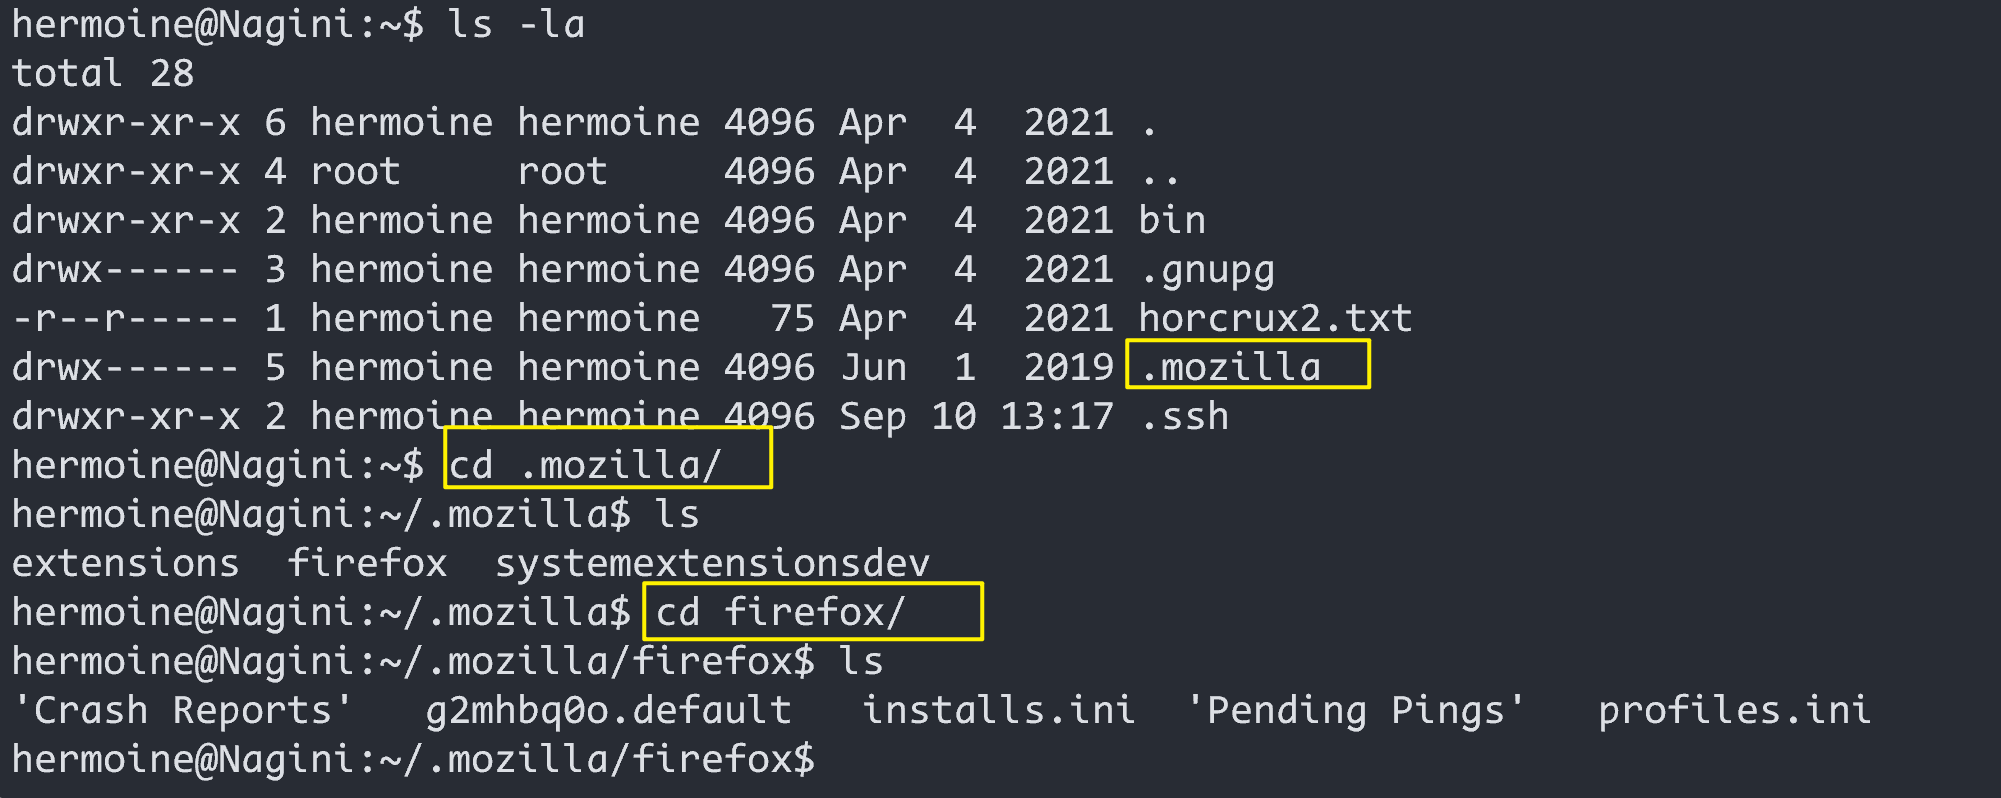 hermoine@Nagini:~$ ls -la
total 28
drwxr-xr-x 6 hermoine hermoine 4096 Apr  4  2021 .
drwxr-xr-x 4 root     root     4096 Apr  4  2021 ..
drwxr-xr-x 2 hermoine hermoine 4096 Apr  4  2021 bin
drwx------ 3 hermoine hermoine 4096 Apr  4  2021 .gnupg
-r--r----- 1 hermoine hermoine   75 Apr  4  2021 horcrux2.txt
drwx------ 5 hermoine hermoine 4096 Jun  1  2019 .mozilla
drwxr-xr-x 2 hermoine hermoine 4096 Sep 10 13:17 .ssh
hermoine@Nagini:~$ cd .mozilla/
hermoine@Nagini:~/.mozilla$ ls
extensions  firefox  systemextensionsdev
hermoine@Nagini:~/.mozilla$ cd firefox/
hermoine@Nagini:~/.mozilla/firefox$ ls
'Crash Reports'   g2mhbq0o.default   installs.ini  'Pending Pings'   profiles.ini
hermoine@Nagini:~/.mozilla/firefox$